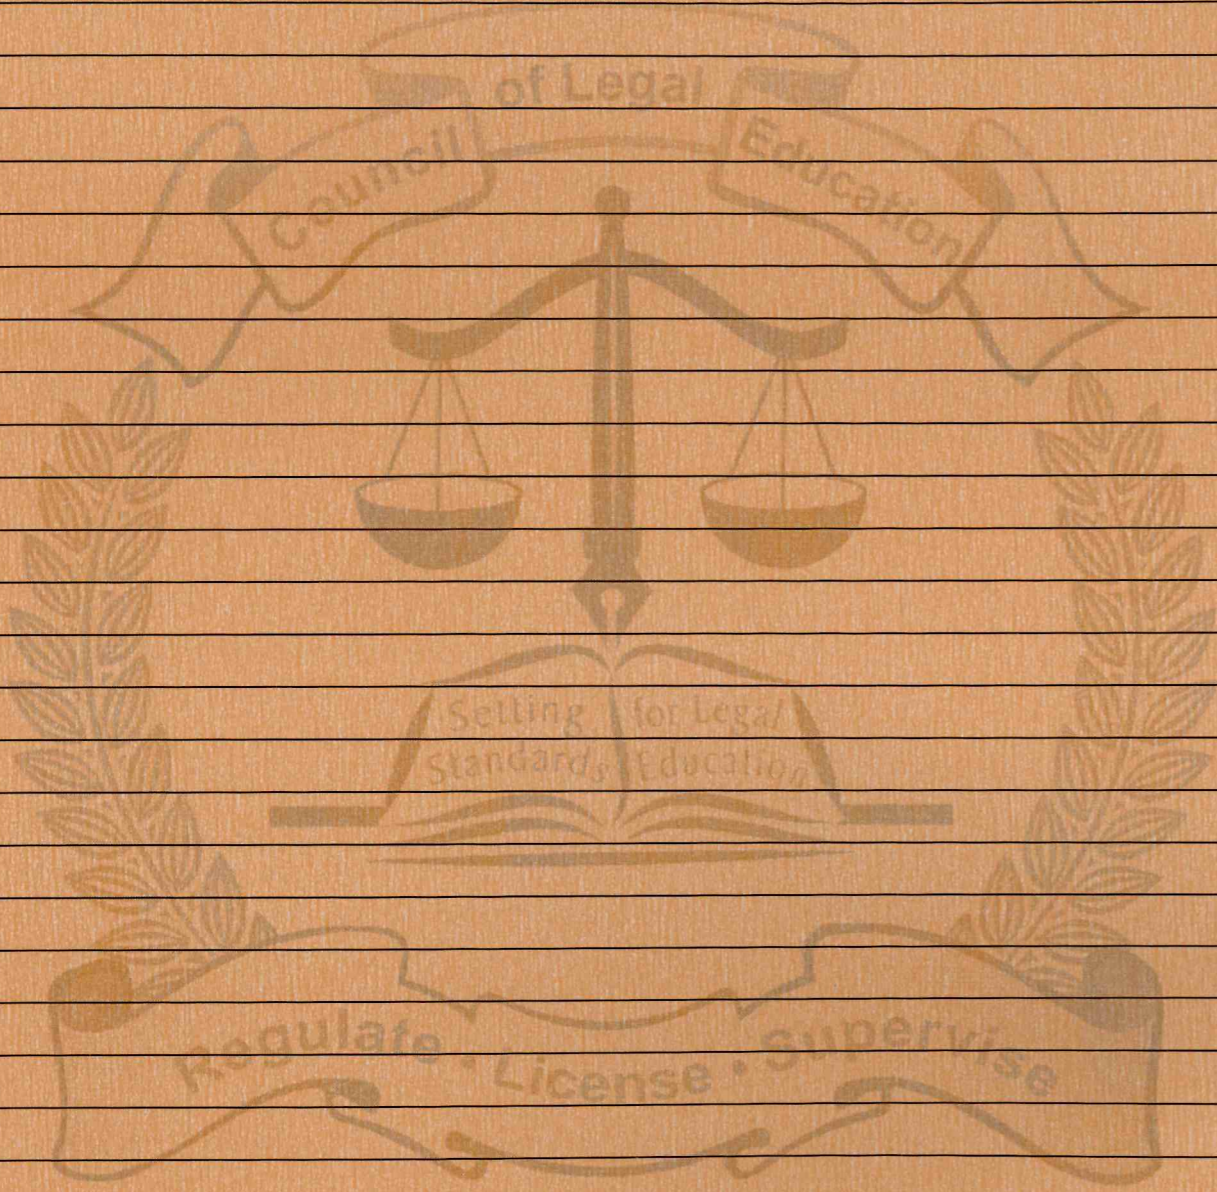 Council of Legal Education
Setting for Legal
Standards Education
Regulate • License • Supervise